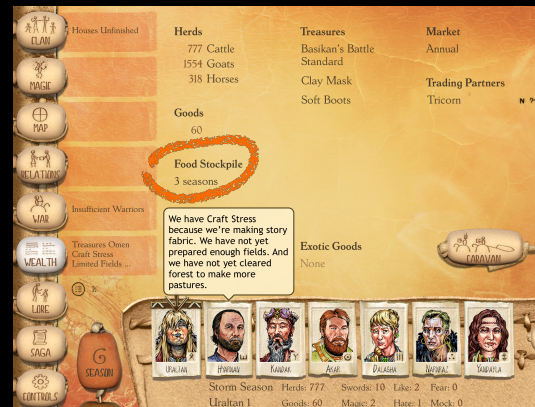 CLAN
Houses Unfinished
MAGIC
MAP
RELATIONS
WAR
Insufficient Warriors
WEALTH
Treasures Omen
Craft Stress
Limited Fields ...
LORE
SAGA
CONTROLS
Herds
777 Cattle
1554 Goats
318 Horses
Goods
60
Food Stockpile
3 seasons
Treasures
Basikan's Battle
Standard
Clay Mask
Soft Boots
Market
Annual
Trading Partners
Tricorn
Exotic Goods
None
CARAVAN
We have Craft Stress
because we're making story
fabric. We have not yet
prepared enough fields. And
we have not yet cleared
forest to make more
pastures.
SEASON
URALTAN
KANDAK
AKAR
DALASHA
YANDAYLA
Storm Season Herds: 777 Swords: 10 Like: 2 Fear: 0
Uraltan 1 Goods: 60 Magic: 2 Hate: 1 Mock: 0